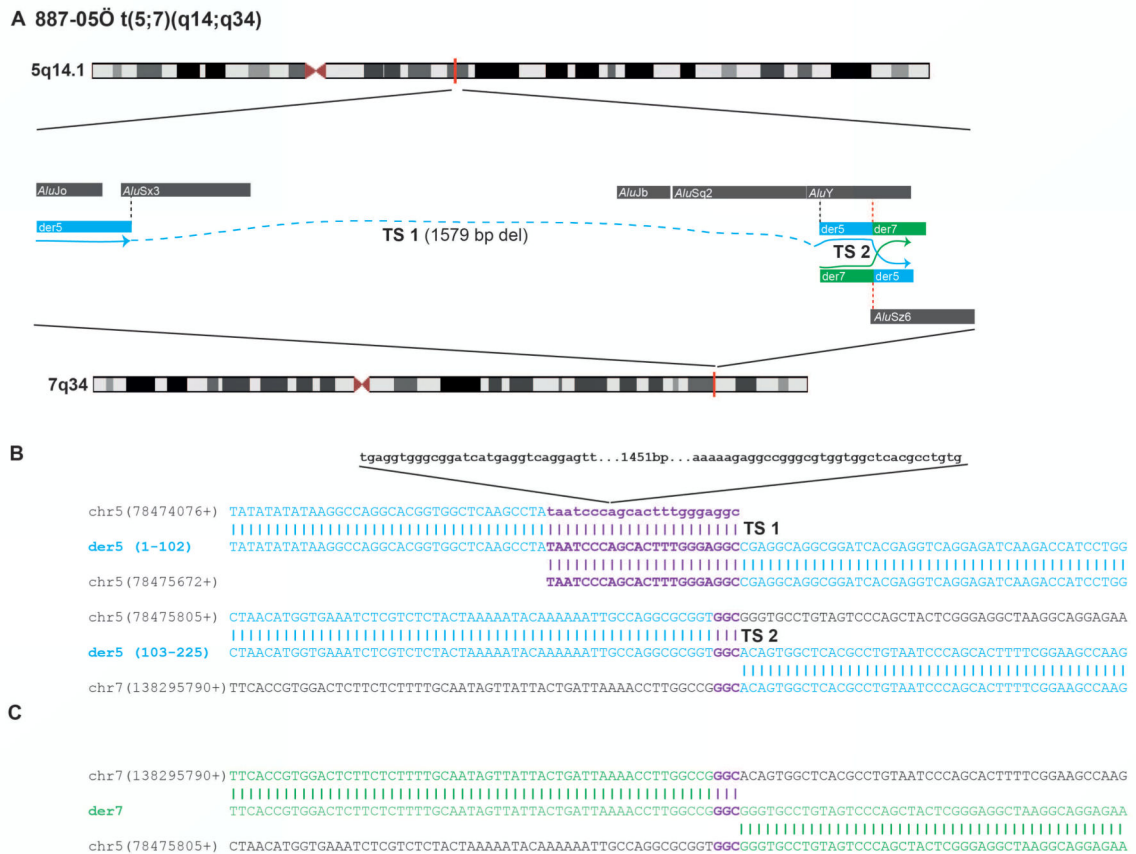 A 887-05Ö t(5;7)(q14;q34)
5q14.1
AluJo AluSx3 AluJb AluSq2 AluY
der5 der5 der7
TS 1 (1579 bp del) TS 2
der7 der5
AluSz6
7q34
B
tgaggtgggcggatcatgaggtcaggagtt...1451bp...aaaaagaggccgggcgtggtggctcacgcctgtg
chr5(78474076+) TATATATATAAGGCCAGGCACGGTGGCTCAAGCCTAtaatcccagcactttgggaggc
TS 1
der5 (1-102) TATATATATAAGGCCAGGCACGGTGGCTCAAGCCTATAATCCCAGCACTTTGGGAGGCCGAGGCAGGCGGATCACGAGGTCAGGAGATCAAGACCATCCTGG
chr5(78475672+) TAATCCCAGCACTTTGGGAGGCCGAGGCAGGCGGATCACGAGGTCAGGAGATCAAGACCATCCTGG
chr5(78475805+) CTAACATGGTGAAATCTCGTCTCTACTAAAAATACAAAAAATTGCCAGGCGCGGTGGCGGGTGCCTGTAGTCCCAGCTACTCGGGAGGCTAAGGCAGGAGAA
TS 2
der5 (103-225) CTAACATGGTGAAATCTCGTCTCTACTAAAAATACAAAAAATTGCCAGGCGCGGTGGCACAGTGGCTCACGCCTGTAATCCCAGCACTTTTCGGAAGCCAAG
chr7(138295790+) TTCACCGTGGACTCTTCTCTTTTGCAATAGTTATTACTGATTAAAACCTTGGCCGGGCACAGTGGCTCACGCCTGTAATCCCAGCACTTTTCGGAAGCCAAG
C
chr7(138295790+) TTCACCGTGGACTCTTCTCTTTTGCAATAGTTATTACTGATTAAAACCTTGGCCGGGCACAGTGGCTCACGCCTGTAATCCCAGCACTTTTCGGAAGCCAAG
der7 TTCACCGTGGACTCTTCTCTTTTGCAATAGTTATTACTGATTAAAACCTTGGCCGGGCGGGTGCCTGTAGTCCCAGCTACTCGGGAGGCTAAGGCAGGAGAA
chr5(78475805+) CTAACATGGTGAAATCTCGTCTCTACTAAAAATACAAAAAATTGCCAGGCGCGGTGGCGGGTGCCTGTAGTCCCAGCTACTCGGGAGGCTAAGGCAGGAGAA